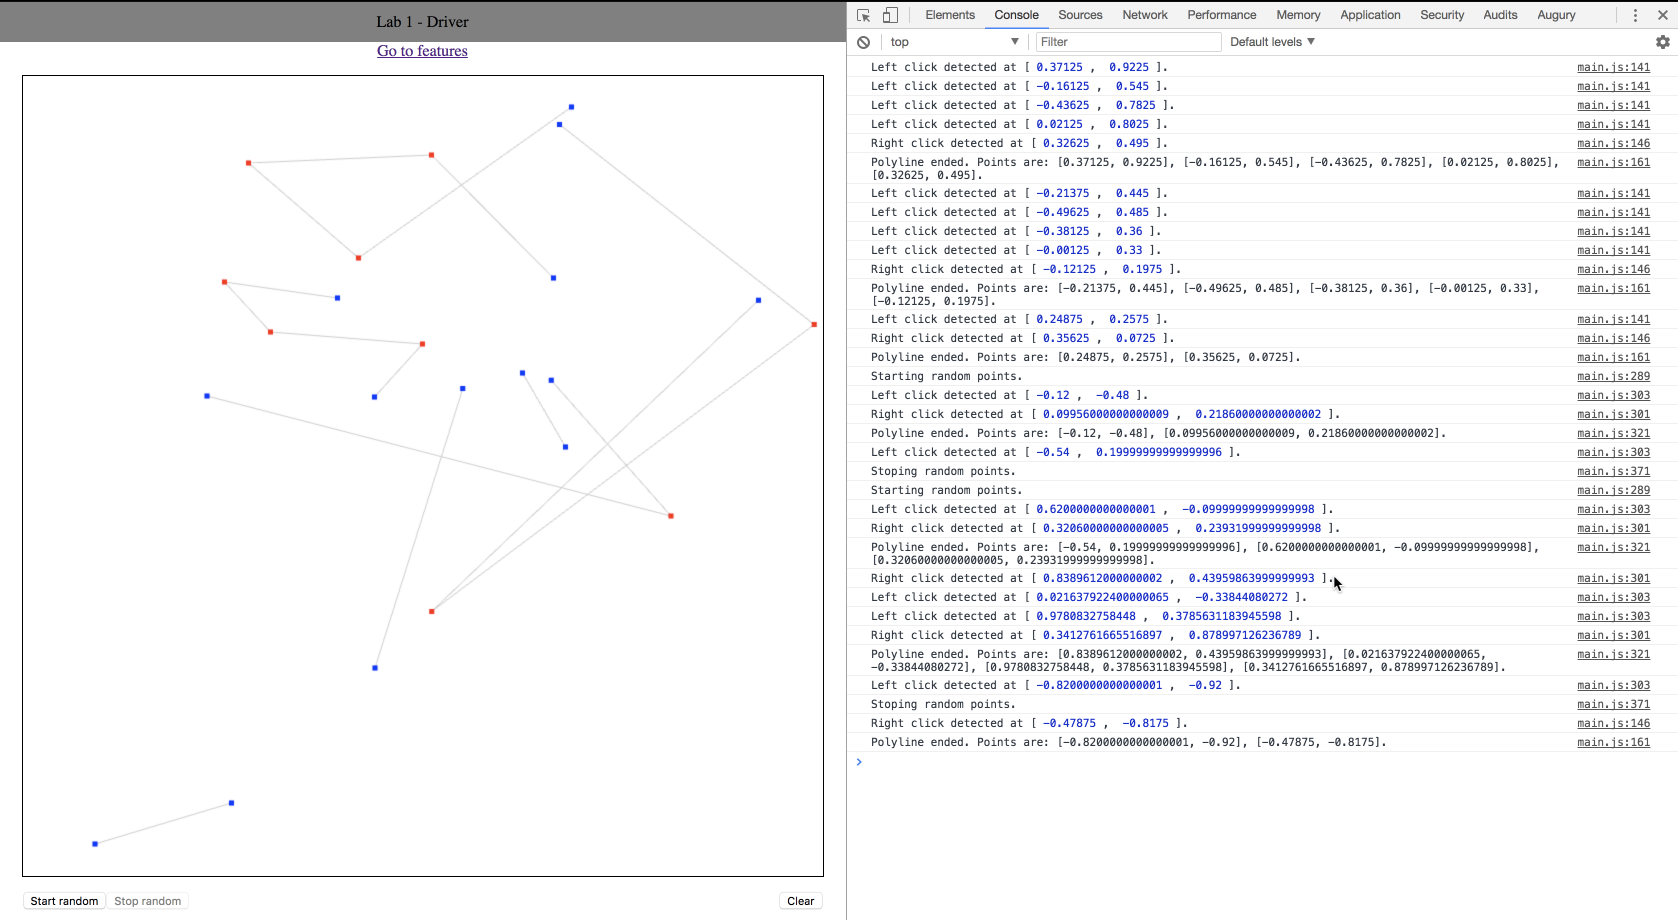 Lab 1 - Driver
Go to features
Start random Stop random Clear
Elements Console Sources Network Performance Memory Application Security Audits Augury
top Filter Default levels
Left click detected at [ 0.37125 , 0.9225 ]. main.js:141
Left click detected at [ -0.16125 , 0.545 ]. main.js:141
Left click detected at [ -0.43625 , 0.7825 ]. main.js:141
Left click detected at [ 0.02125 , 0.8025 ]. main.js:141
Right click detected at [ 0.32625 , 0.495 ]. main.js:146
Polyline ended. Points are: [0.37125, 0.9225], [-0.16125, 0.545], [-0.43625, 0.7825], [0.02125, 0.8025], main.js:161
[0.32625, 0.495].
Left click detected at [ -0.21375 , 0.445 ]. main.js:141
Left click detected at [ -0.49625 , 0.485 ]. main.js:141
Left click detected at [ -0.38125 , 0.36 ]. main.js:141
Left click detected at [ -0.00125 , 0.33 ]. main.js:141
Right click detected at [ -0.12125 , 0.1975 ]. main.js:146
Polyline ended. Points are: [-0.21375, 0.445], [-0.49625, 0.485], [-0.38125, 0.36], [-0.00125, 0.33], main.js:161
[-0.12125, 0.1975].
Left click detected at [ 0.24875 , 0.2575 ]. main.js:141
Right click detected at [ 0.35625 , 0.0725 ]. main.js:146
Polyline ended. Points are: [0.24875, 0.2575], [0.35625, 0.0725]. main.js:161
Starting random points. main.js:289
Left click detected at [ -0.12 , -0.48 ]. main.js:303
Right click detected at [ 0.09956000000000009 , 0.21860000000000002 ]. main.js:301
Polyline ended. Points are: [-0.12, -0.48], [0.09956000000000009, 0.21860000000000002]. main.js:321
Left click detected at [ -0.54 , 0.19999999999999996 ]. main.js:303
Stoping random points. main.js:371
Starting random points. main.js:289
Left click detected at [ 0.6200000000000001 , -0.09999999999999998 ]. main.js:303
Right click detected at [ 0.32060000000000005 , 0.23931999999999998 ]. main.js:301
Polyline ended. Points are: [-0.54, 0.19999999999999996], [0.6200000000000001, -0.09999999999999998], main.js:321
[0.32060000000000005, 0.23931999999999998].
Right click detected at [ 0.8389612000000002 , 0.43959863999999993 ]. main.js:301
Left click detected at [ 0.021637922400000065 , -0.33844080272 ]. main.js:303
Left click detected at [ 0.9780832758448 , 0.3785631183945598 ]. main.js:303
Right click detected at [ 0.3412761665516897 , 0.878997126236789 ]. main.js:301
Polyline ended. Points are: [0.8389612000000002, 0.43959863999999993], [0.021637922400000065, main.js:321
-0.33844080272], [0.9780832758448, 0.3785631183945598], [0.3412761665516897, 0.878997126236789].
Left click detected at [ -0.8200000000000001 , -0.92 ]. main.js:303
Stoping random points. main.js:371
Right click detected at [ -0.47875 , -0.8175 ]. main.js:146
Polyline ended. Points are: [-0.8200000000000001, -0.92], [-0.47875, -0.8175]. main.js:161